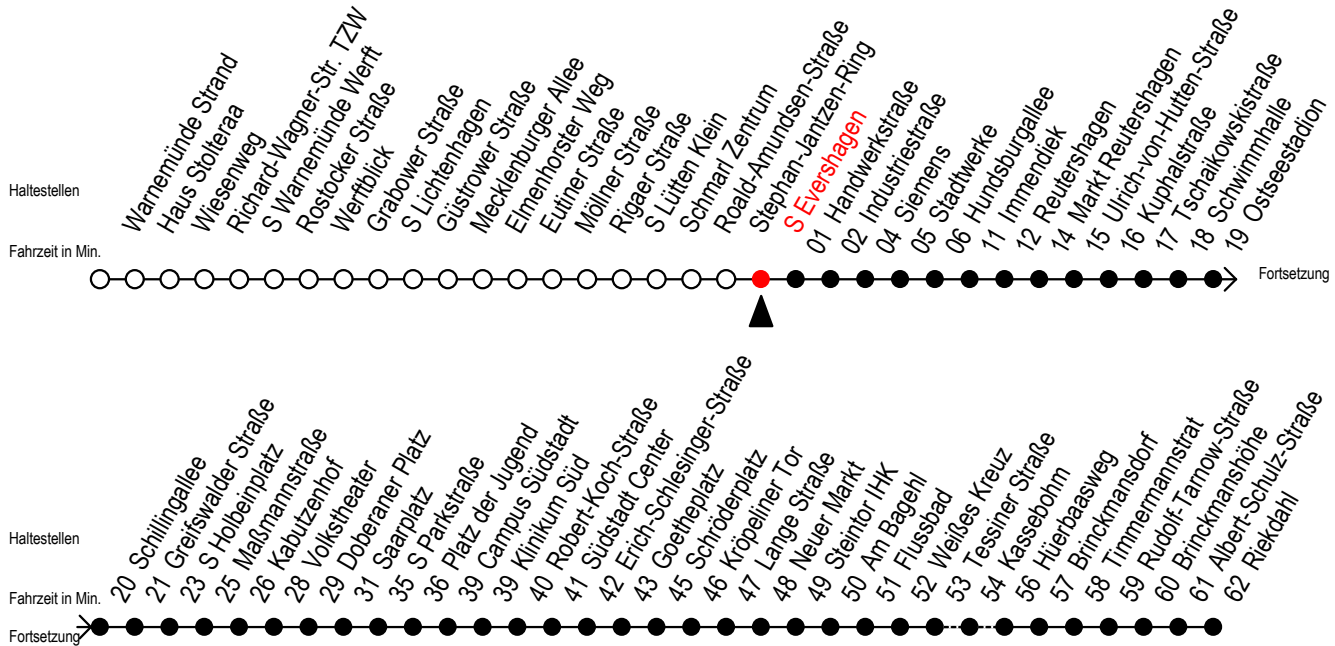 Haltestellen
Warnemünde Strand
Haus Stolteraa
Wiesenweg
Richard-Wagner-Str. TZW
S Warnemünde Werft
Rostocker Straße
Werftblick
Grabower Straße
S Lichtenhagen
Güstrower Straße
Mecklenburger Allee
Elmenhorster Weg
Eutiner Straße
Möllner Straße
Rigaer Straße
S Lütten Klein
Schmarl Zentrum
Roald-Amundsen-Straße
Stephan-Jantzen-Ring
S Evershagen
01 Handwerkstraße
02 Industriestraße
04 Siemens
05 Stadtwerke
06 Hundsburgallee
11 Immendiek
12 Reutershagen
14 Markt Reutershagen
15 Ulrich-von-Hutten-Straße
16 Kuphalstraße
17 Tschaikowskistraße
18 Schwimmhalle
19 Ostseestadion
Fahrzeit in Min.
Fortsetzung
Haltestellen
20 Schillingallee
21 Greifswalder Straße
23 S Holbeinplatz
25 Maßmannstraße
26 Kabutzenhof
28 Volkstheater
29 Doberaner Platz
31 Saarplatz
35 S Parkstraße
36 Platz der Jugend
39 Campus Südstadt
39 Klinikum Süd
40 Robert-Koch-Straße
41 Südstadt Center
42 Erich-Schlesinger-Straße
43 Goetheplatz
45 Schröderplatz
46 Kröpeliner Tor
47 Lange Straße
48 Neuer Markt
49 Steintor IHK
50 Am Bagehl
51 Flussbad
52 Weißes Kreuz
53 Tessiner Straße
54 Kassebohm
56 Hüerbaasweg
57 Brinckmansdorf
58 Timmermannstrat
59 Rudolf-Tarnow-Straße
60 Brinckmanshöhe
61 Albert-Schulz-Straße
62 Riekdahl
Fahrzeit in Min.
Fortsetzung